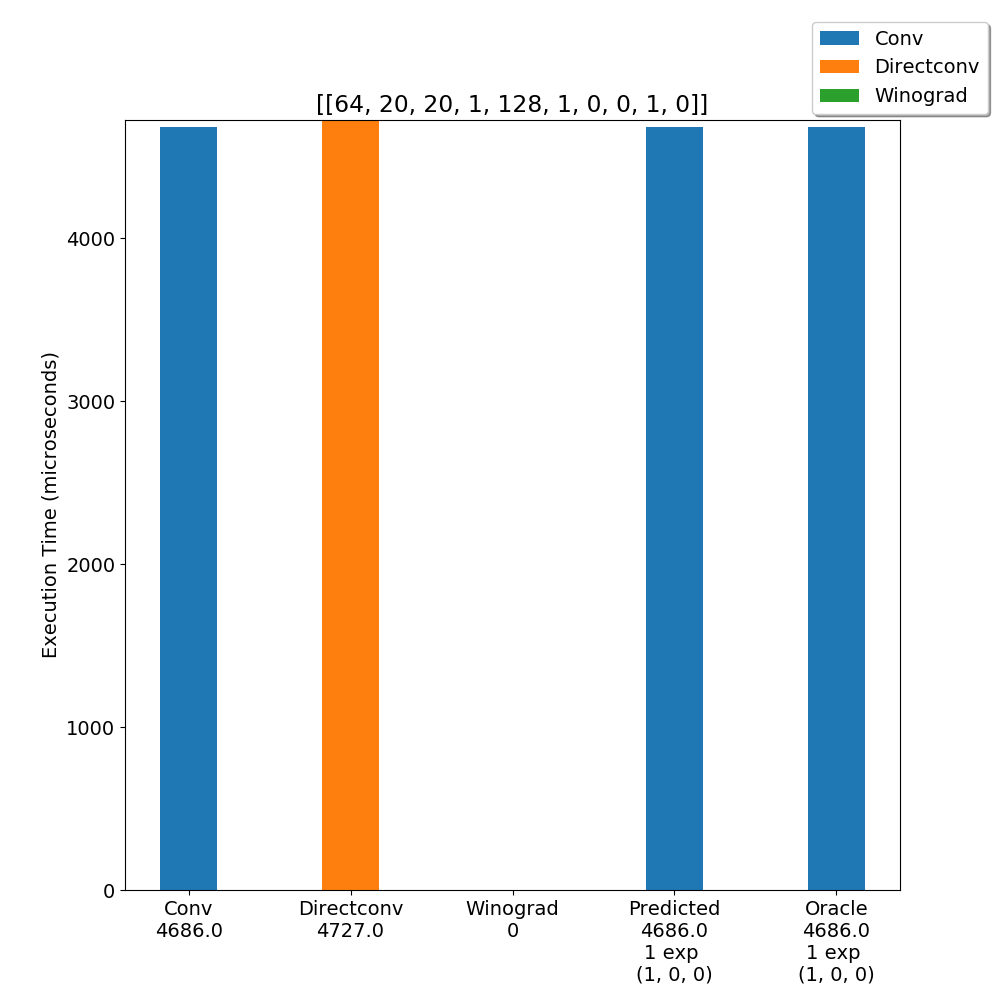 Conv
Directconv
Winograd
[[64, 20, 20, 1, 128, 1, 0, 0, 1, 0]]
Execution Time (microseconds)
4000
3000
2000
1000
0
Conv
4686.0
Directconv
4727.0
Winograd
0
Predicted
4686.0
1 exp
(1, 0, 0)
Oracle
4686.0
1 exp
(1, 0, 0)